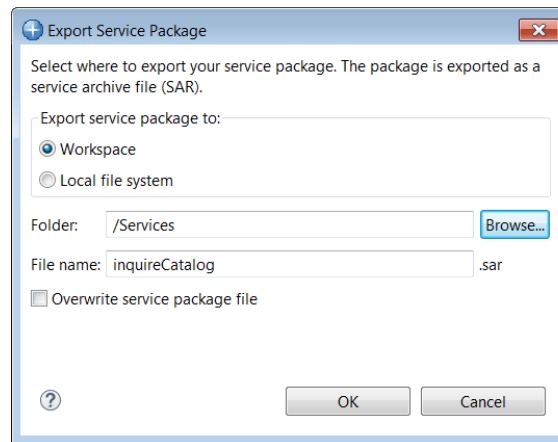 Export Service Package
Select where to export your service package. The package is exported as a
service archive file (SAR).
Export service package to:
Workspace
Local file system
Folder: /Services Browse...
File name: inquireCatalog .sar
Overwrite service package file
? OK Cancel